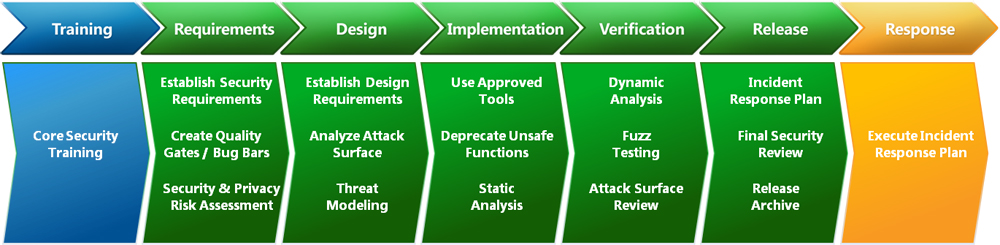 Training
Requirements
Design
Implementation
Verification
Release
Response
Core Security
Training
Establish Security
Requirements
Create Quality
Gates / Bug Bars
Security & Privacy
Risk Assessment
Establish Design
Requirements
Analyze Attack
Surface
Threat
Modeling
Use Approved
Tools
Deprecate Unsafe
Functions
Static
Analysis
Dynamic
Analysis
Fuzz
Testing
Attack Surface
Review
Incident
Response Plan
Final Security
Review
Release
Archive
Execute Incident
Response Plan